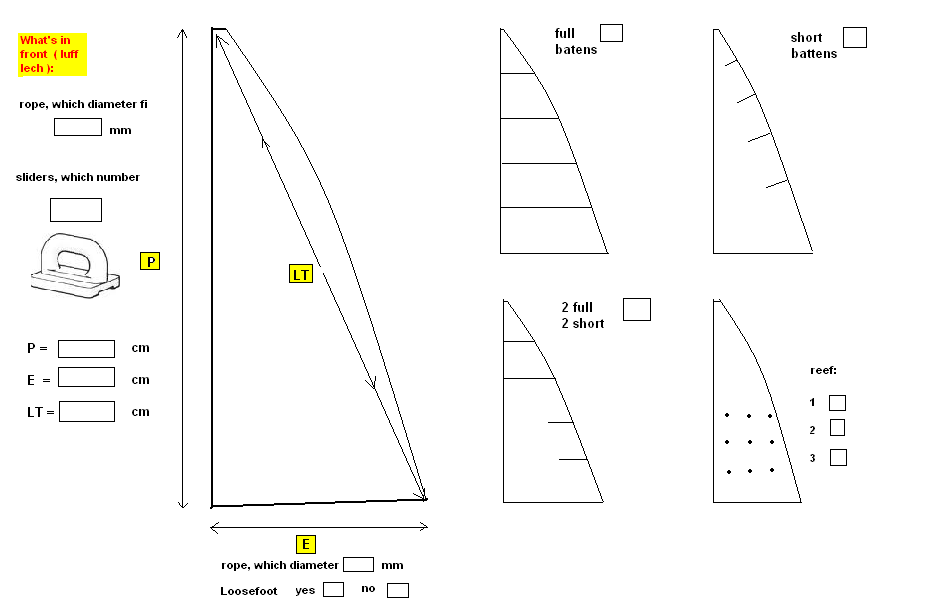 What's in
front ( luff
lech ):
rope, which diameter fi
mm
sliders, which number
P
P =  cm
E =  cm
LT =  cm
LT
E
rope, which diameter  mm
Loosefoot  yes  no
full
batens
short
battens
2 full
2 short
reef:
1
2
3